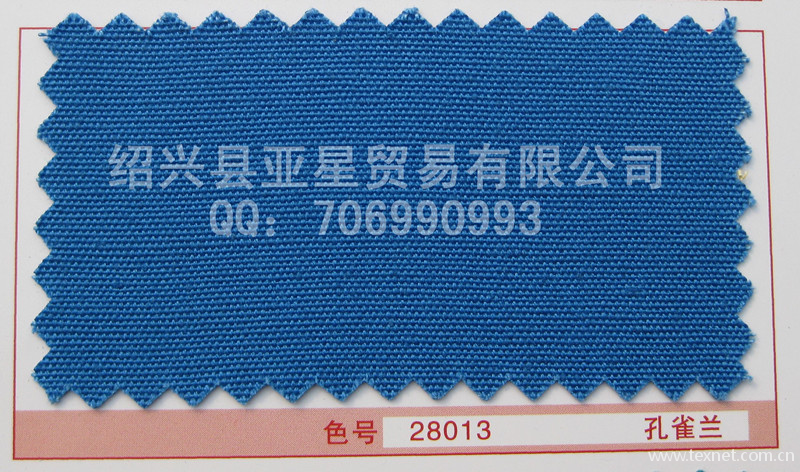 绍兴县亚星贸易有限公司
QQ：706990993
色号 28013 孔雀兰
www.texnet.com.cn